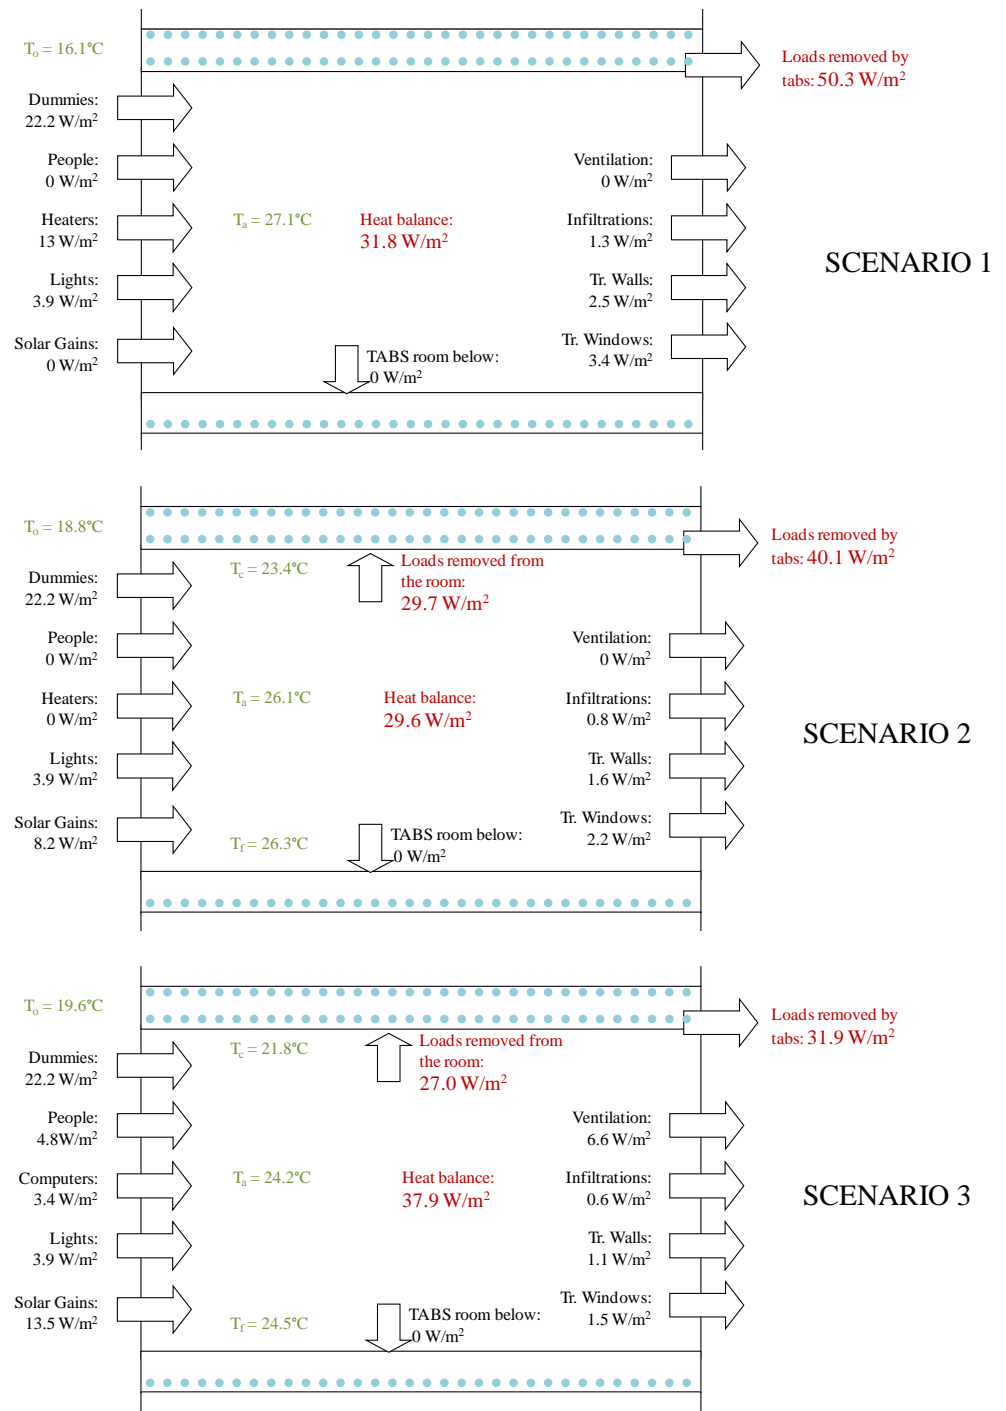 T₀ = 16.1°C
Loads removed by
tabs: 50.3 W/m²
Dummies:
22.2 W/m²
People:
0 W/m²
Ventilation:
0 W/m²
Heaters:
13 W/m²
Tₐ = 27.1°C
Heat balance:
31.8 W/m²
Infiltrations:
1.3 W/m²
SCENARIO 1
Lights:
3.9 W/m²
Tr. Walls:
2.5 W/m²
Solar Gains:
0 W/m²
TABS room below:
0 W/m²
Tr. Windows:
3.4 W/m²
T₀ = 18.8°C
Loads removed by
tabs: 40.1 W/m²
T_c = 23.4°C
Loads removed from
the room:
29.7 W/m²
Dummies:
22.2 W/m²
People:
0 W/m²
Ventilation:
0 W/m²
Heaters:
0 W/m²
Tₐ = 26.1°C
Heat balance:
29.6 W/m²
Infiltrations:
0.8 W/m²
SCENARIO 2
Lights:
3.9 W/m²
Tr. Walls:
1.6 W/m²
Solar Gains:
8.2 W/m²
T_f = 26.3°C
TABS room below:
0 W/m²
Tr. Windows:
2.2 W/m²
T₀ = 19.6°C
Loads removed by
tabs: 31.9 W/m²
T_c = 21.8°C
Loads removed from
the room:
27.0 W/m²
Dummies:
22.2 W/m²
People:
4.8W/m²
Ventilation:
6.6 W/m²
Computers:
3.4 W/m²
Tₐ = 24.2°C
Heat balance:
37.9 W/m²
Infiltrations:
0.6 W/m²
SCENARIO 3
Lights:
3.9 W/m²
Tr. Walls:
1.1 W/m²
Solar Gains:
13.5 W/m²
T_f = 24.5°C
TABS room below:
0 W/m²
Tr. Windows:
1.5 W/m²